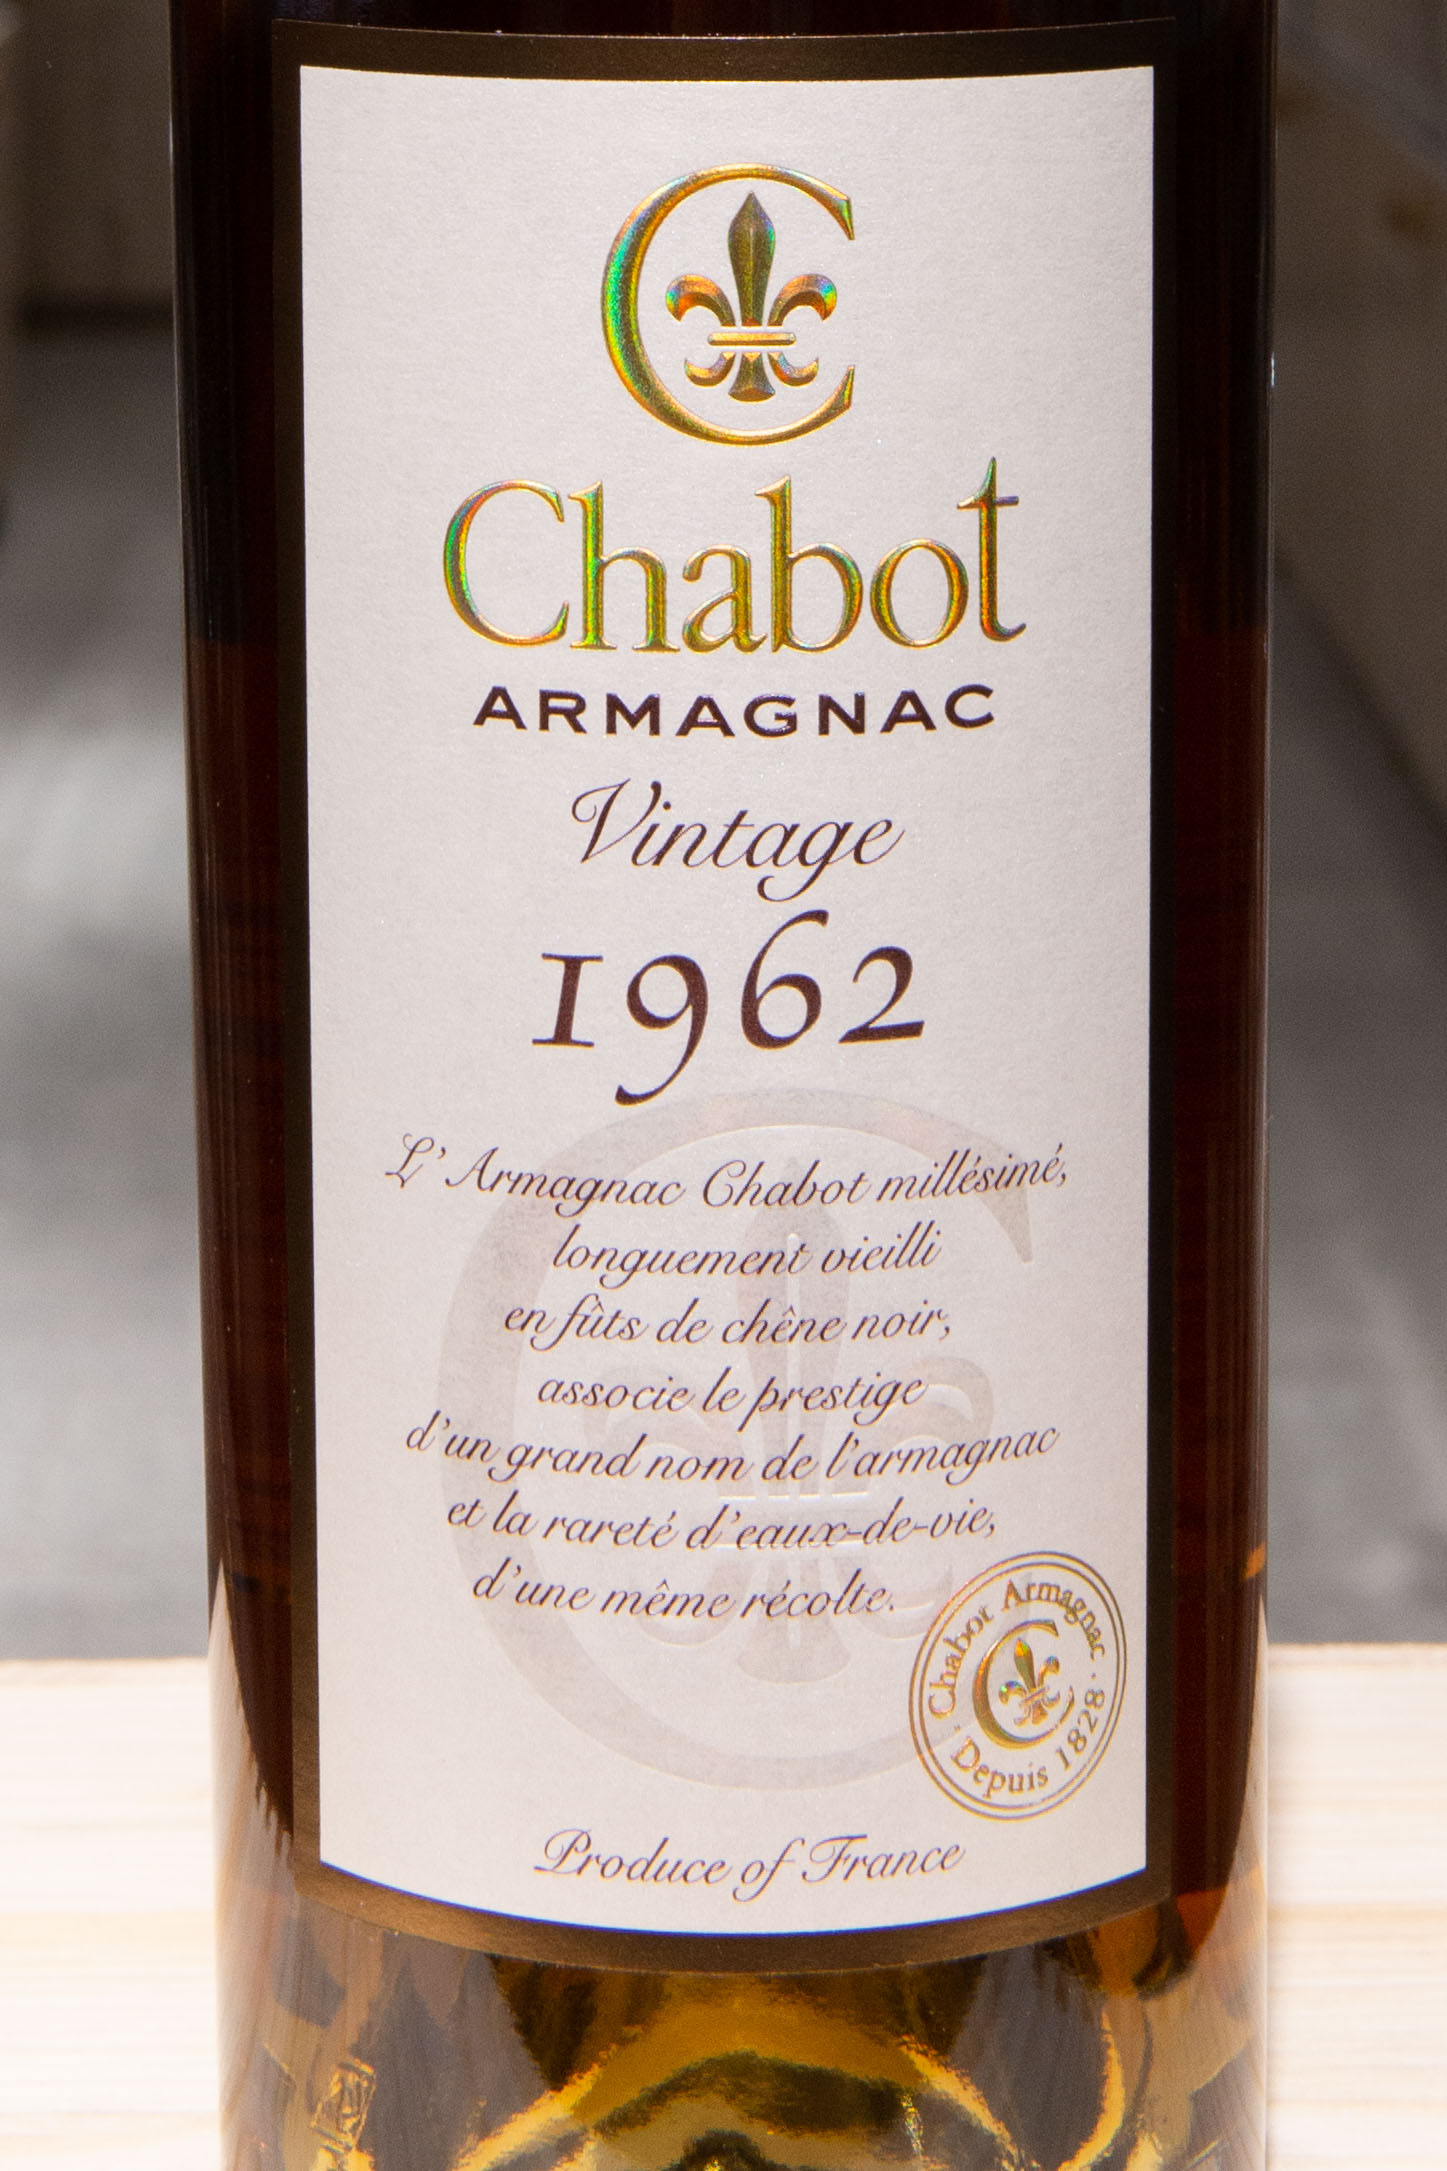 C
Chabot
ARMAGNAC
Vintage
1962
L' Armagnac Chabot millésimé,
longuement vieilli
en fûts de chêne noir,
associe le prestige
d'un grand nom de l'armagnac
et la rareté d'eaux-de-vie,
d'une même récolte.
Chabot Armagnac · Depuis 1828 ·
C
Produce of France